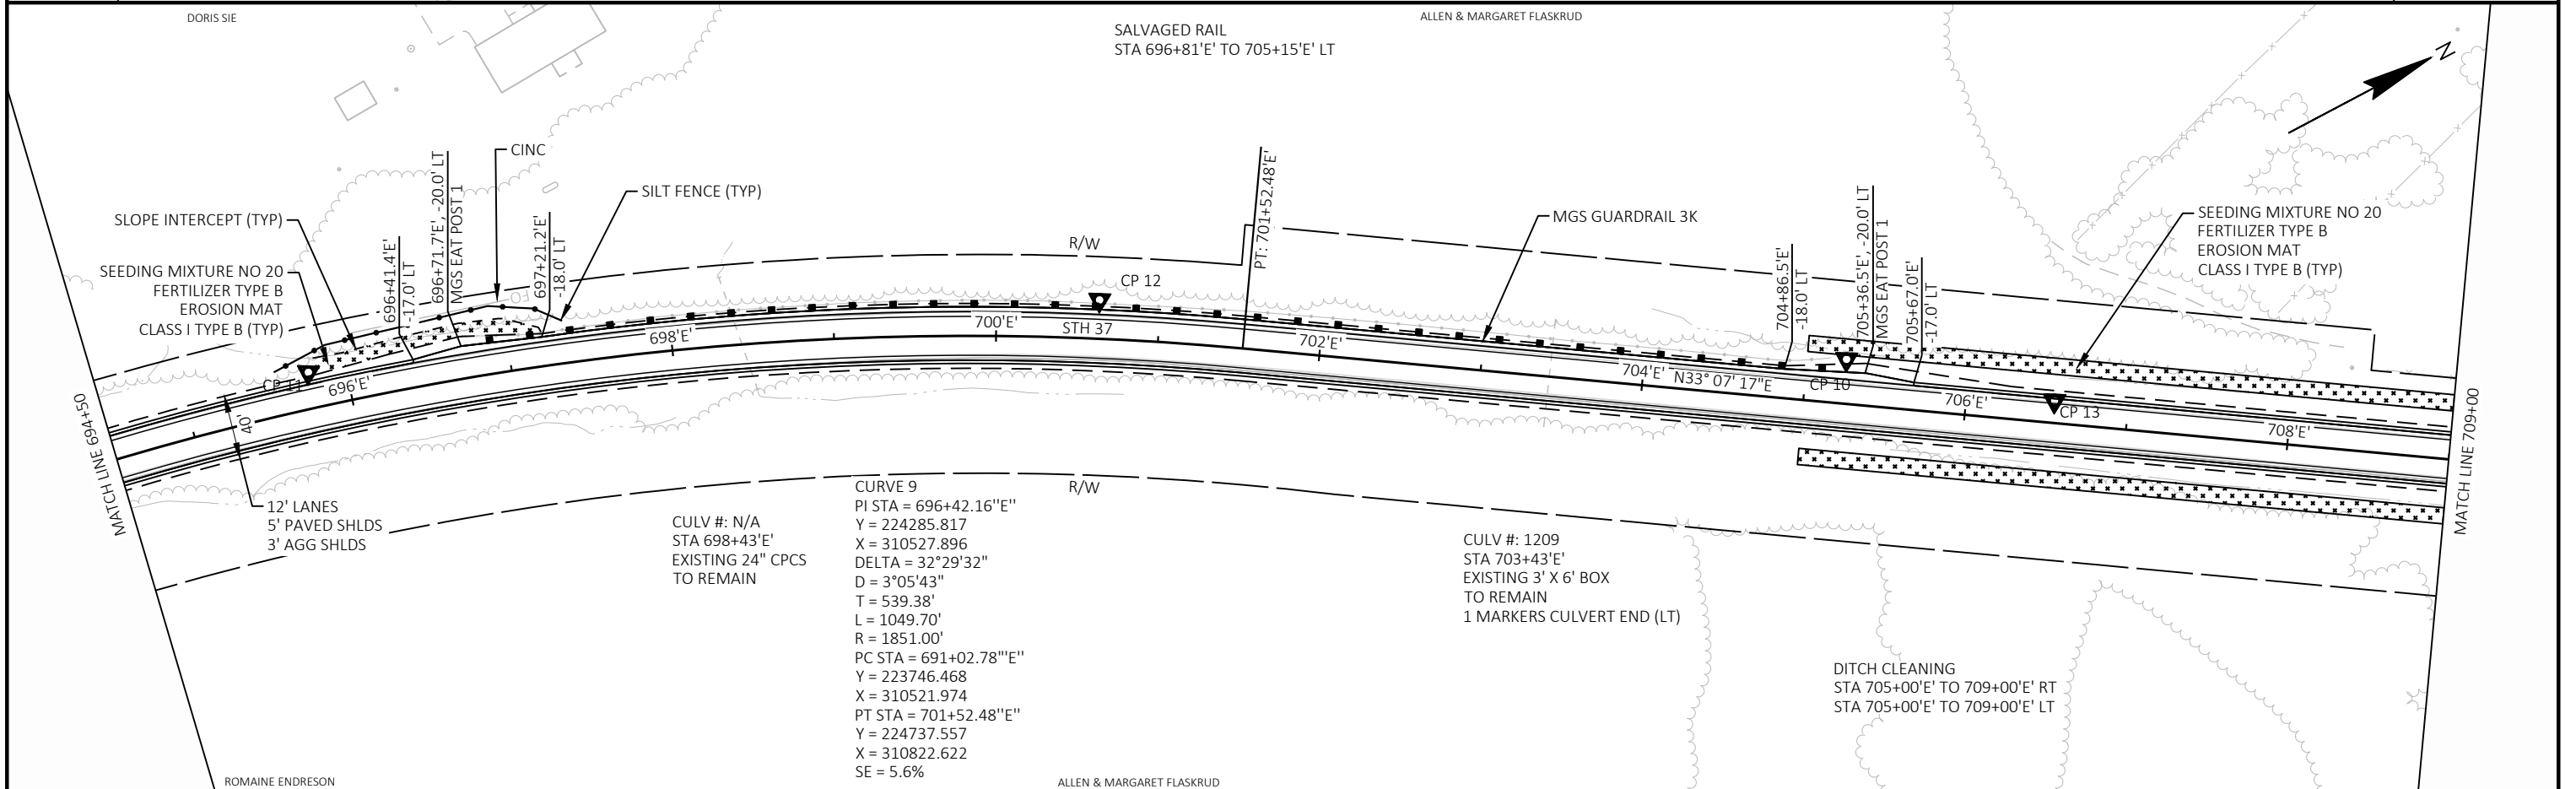 DORIS SIE
ALLEN & MARGARET FLASKRUD
SALVAGED RAIL
STA 696+81'E' TO 705+15'E' LT
N
CINC
SILT FENCE (TYP)
SLOPE INTERCEPT (TYP)
SEEDING MIXTURE NO 20
FERTILIZER TYPE B
EROSION MAT
CLASS I TYPE B (TYP)
696+41.4'E'
-17.0' LT
696+71.7'E', -20.0' LT
MGS EAT POST 1
697+21.2'E'
-18.0' LT
R/W
CP 12
PT: 701+52.48'E'
MGS GUARDRAIL 3K
704+86.5'E'
-18.0' LT
705+36.5'E', -20.0' LT
MGS EAT POST 1
705+67.0'E'
-17.0' LT
SEEDING MIXTURE NO 20
FERTILIZER TYPE B
EROSION MAT
CLASS I TYPE B (TYP)
CP 11
696'E'
698'E'
700'E'
STH 37
702'E'
704'E'
N33° 07' 17"E
CP 10
706'E'
CP 13
708'E'
MATCH LINE 694+50
MATCH LINE 709+00
40'
12' LANES
5' PAVED SHLDS
3' AGG SHLDS
R/W
CULV #: N/A
STA 698+43'E'
EXISTING 24" CPCS
TO REMAIN
CURVE 9
PI STA = 696+42.16"E"
Y = 224285.817
X = 310527.896
DELTA = 32°29'32"
D = 3°05'43"
T = 539.38'
L = 1049.70'
R = 1851.00'
PC STA = 691+02.78"'E"
Y = 223746.468
X = 310521.974
PT STA = 701+52.48"E"
Y = 224737.557
X = 310822.622
SE = 5.6%
CULV #: 1209
STA 703+43'E'
EXISTING 3' X 6' BOX
TO REMAIN
1 MARKERS CULVERT END (LT)
DITCH CLEANING
STA 705+00'E' TO 709+00'E' RT
STA 705+00'E' TO 709+00'E' LT
ROMAINE ENDRESON
ALLEN & MARGARET FLASKRUD